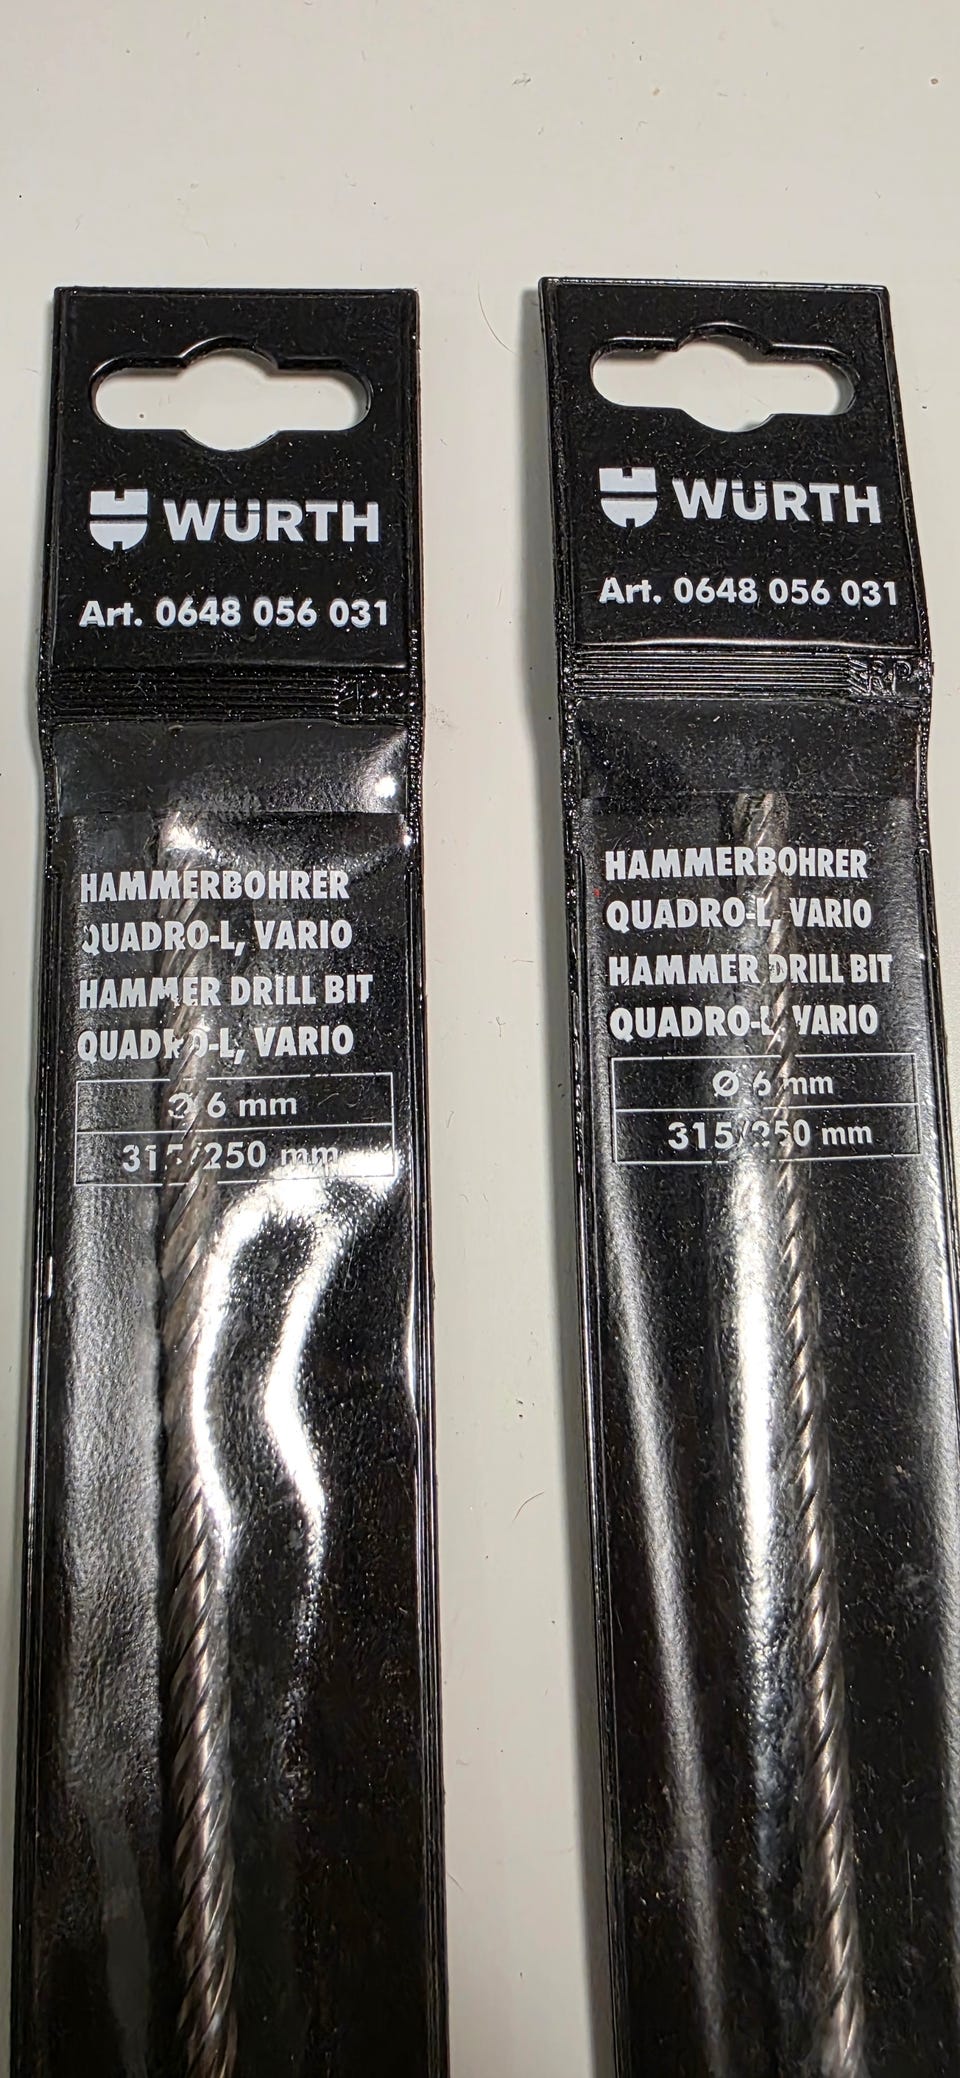 WÜRTH
Art. 0648 056 031
HAMMERBOHRER
QUADRO-L, VARIO
HAMMER DRILL BIT
QUADRO-L, VARIO
Ø 6 mm
315/250 mm
WÜRTH
Art. 0648 056 031
HAMMERBOHRER
QUADRO-L, VARIO
HAMMER DRILL BIT
QUADRO-L, VARIO
Ø 6 mm
315/250 mm